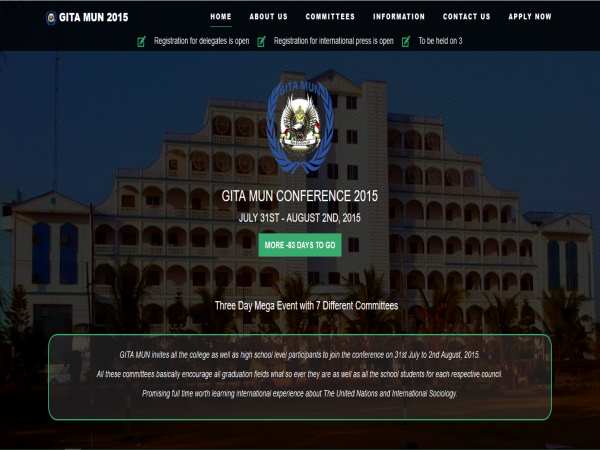 GITA MUN 2015
HOME ABOUT US COMMITTEES INFORMATION CONTACT US APPLY NOW
Registration for delegates is open Registration for international press is open To be held on 3
GITA MUN
GITA MUN CONFERENCE 2015
JULY 31ST - AUGUST 2ND, 2015
MORE -83 DAYS TO GO
Three Day Mega Event with 7 Different Committees
GITA MUN invites all the college as well as high school level participants to join the conference on 31st July to 2nd August, 2015.
All these committees basically encourage all graduation fields what so ever they are as well as all the school students for each respective council.
Promising full time worth learning international experience about The United Nations and International Sociology.